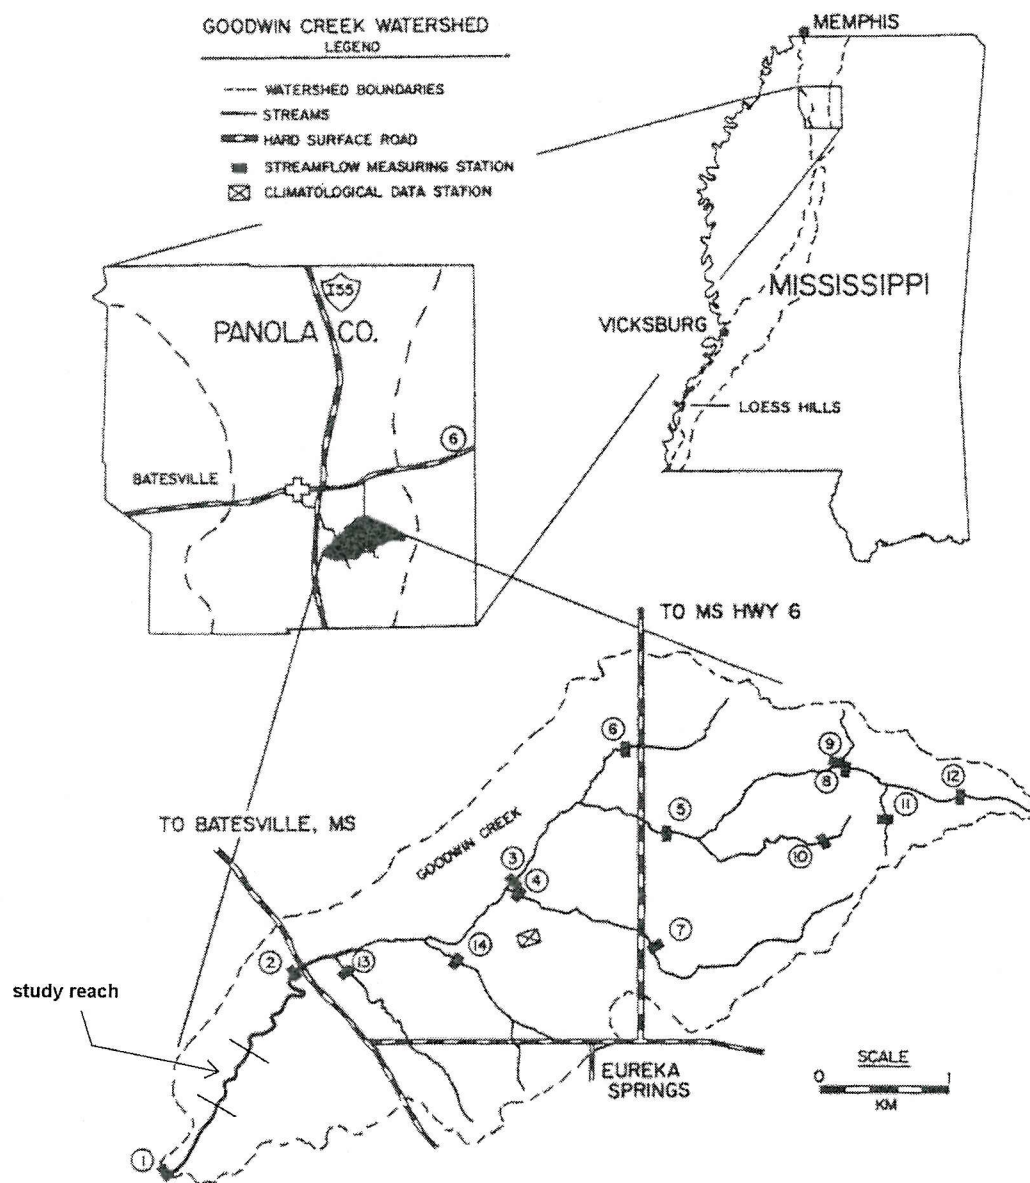 GOODWIN CREEK WATERSHED
LEGEND
WATERSHED BOUNDARIES
STREAMS
HARD SURFACE ROAD
STREAMFLOW MEASURING STATION
CLIMATOLOGICAL DATA STATION
MEMPHIS
MISSISSIPPI
VICKSBURG
LOESS HILLS
I55
PANOLA CO.
6
BATESVILLE
TO MS HWY 6
6
9
8
12
11
5
10
TO BATESVILLE, MS
GOODWIN CREEK
3
4
7
14
2
13
study reach
EUREKA
SPRINGS
SCALE
0 1
KM
1